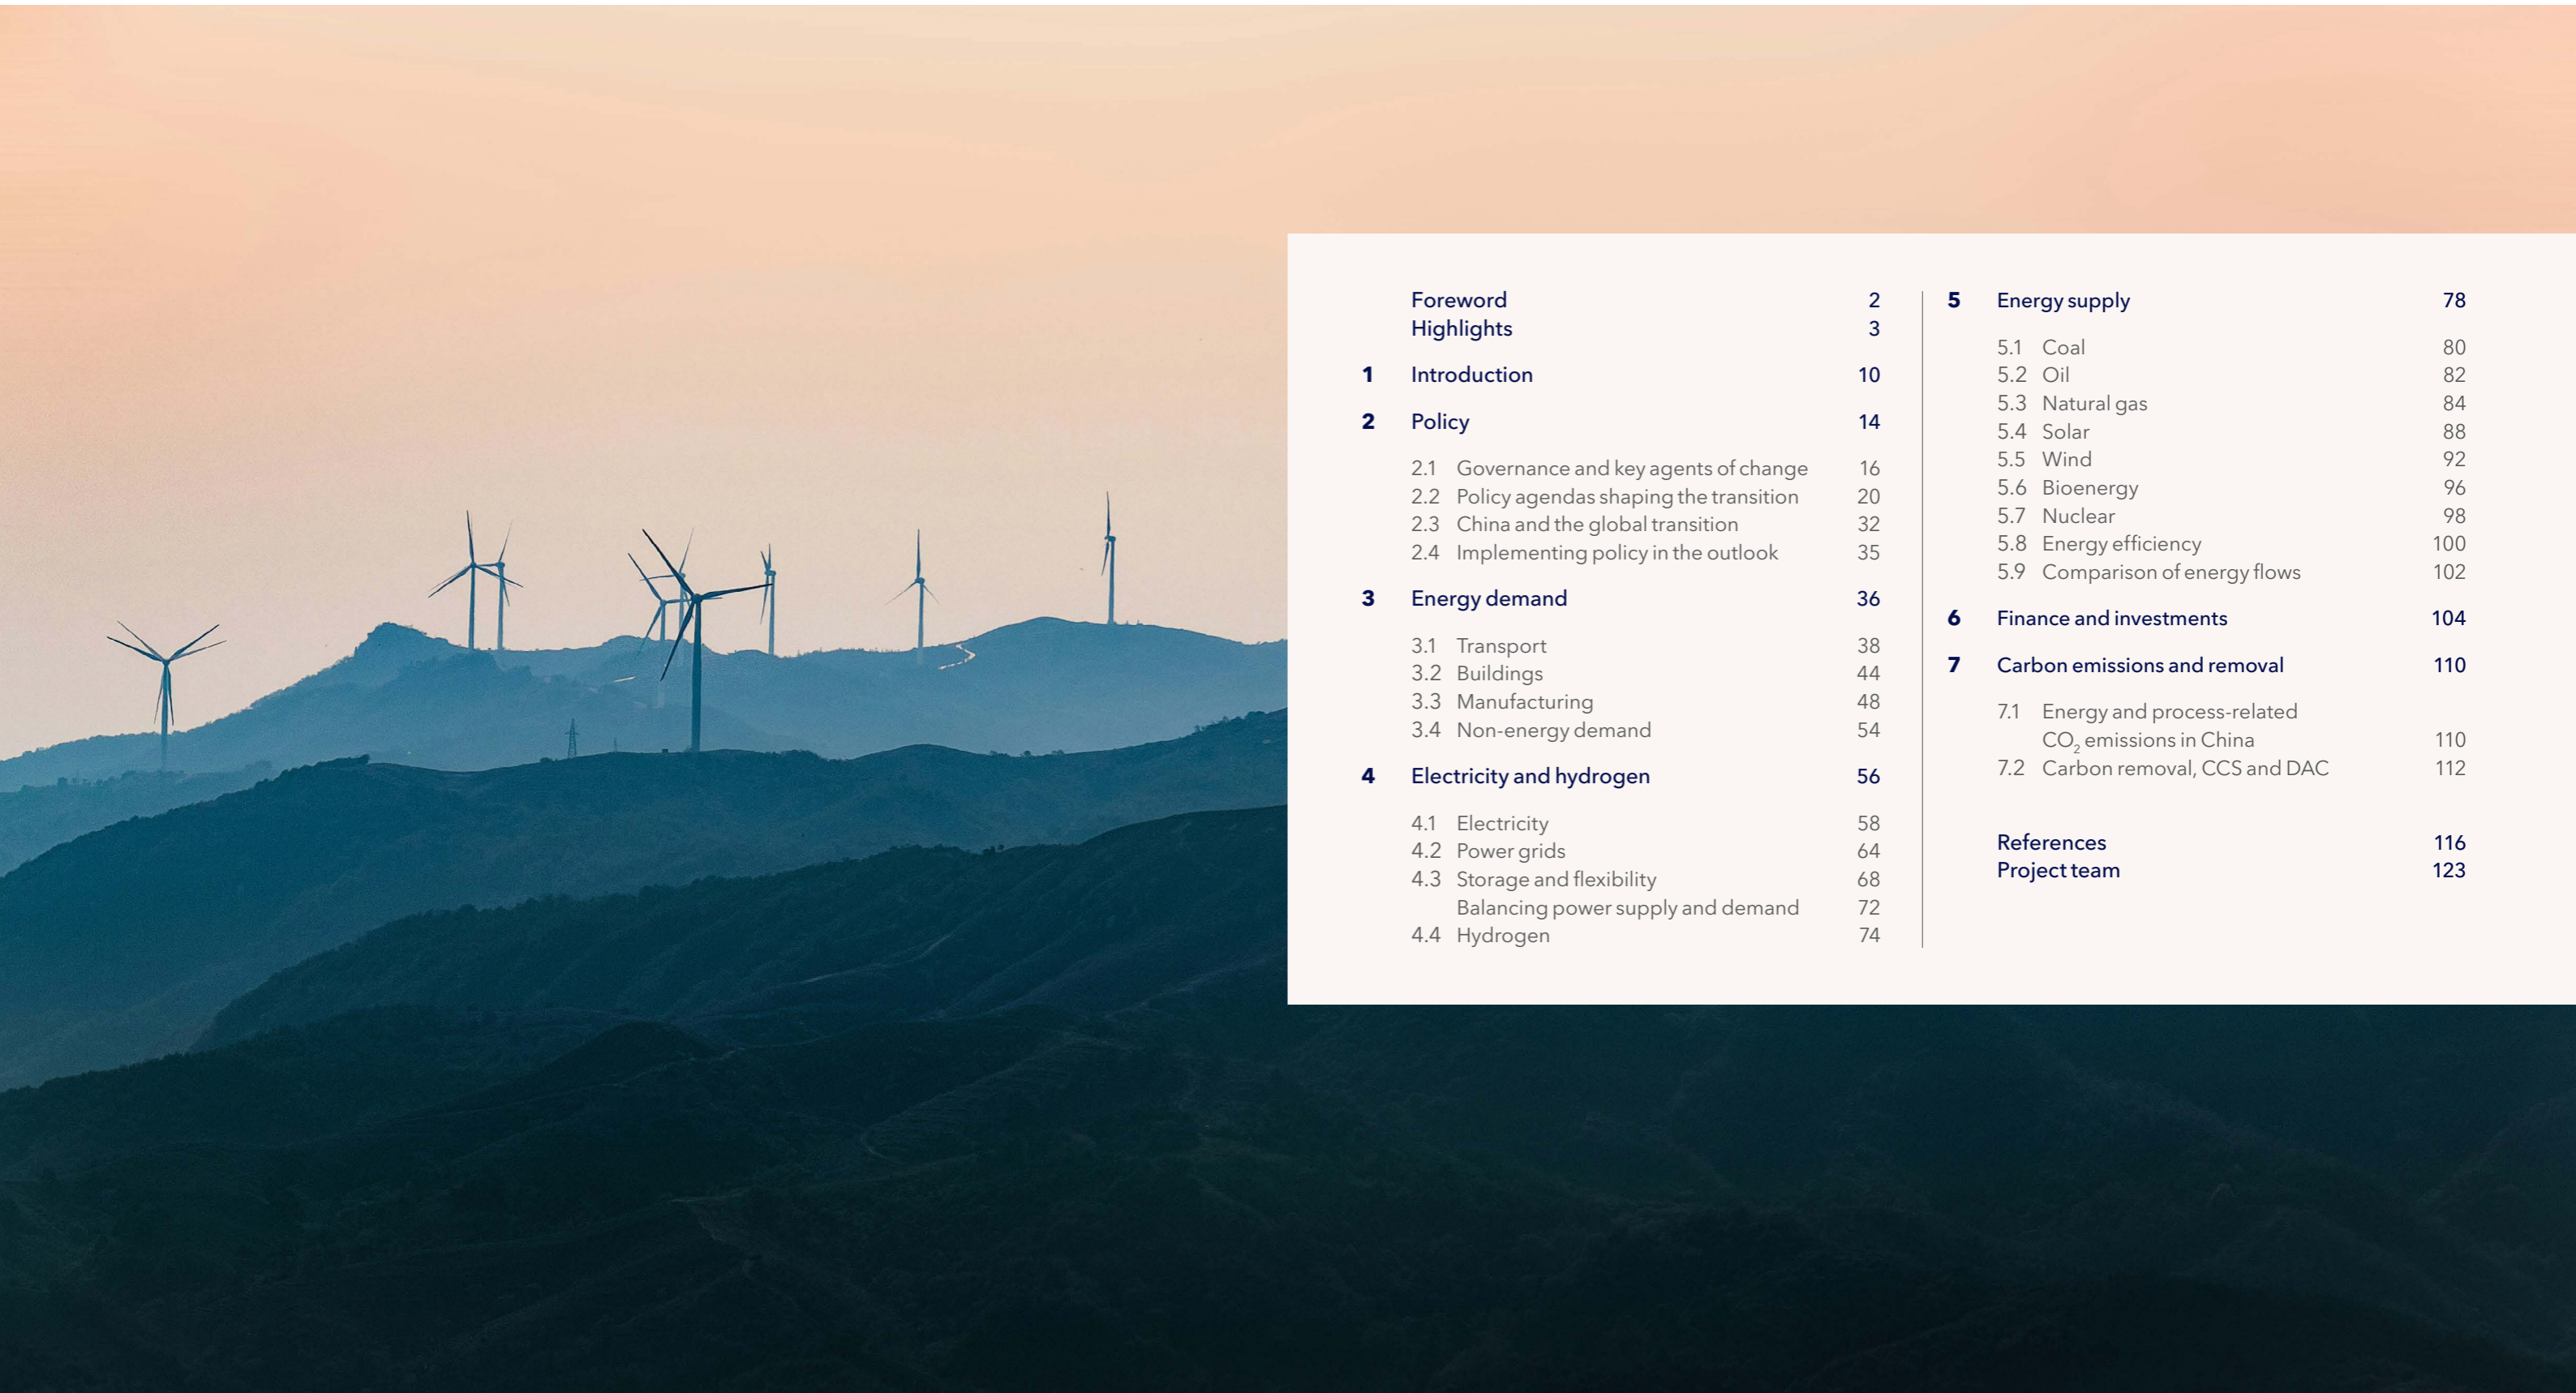 Foreword 2
Highlights 3
1 Introduction 10
2 Policy 14
2.1 Governance and key agents of change 16
2.2 Policy agendas shaping the transition 20
2.3 China and the global transition 32
2.4 Implementing policy in the outlook 35
3 Energy demand 36
3.1 Transport 38
3.2 Buildings 44
3.3 Manufacturing 48
3.4 Non-energy demand 54
4 Electricity and hydrogen 56
4.1 Electricity 58
4.2 Power grids 64
4.3 Storage and flexibility 68
Balancing power supply and demand 72
4.4 Hydrogen 74
5 Energy supply 78
5.1 Coal 80
5.2 Oil 82
5.3 Natural gas 84
5.4 Solar 88
5.5 Wind 92
5.6 Bioenergy 96
5.7 Nuclear 98
5.8 Energy efficiency 100
5.9 Comparison of energy flows 102
6 Finance and investments 104
7 Carbon emissions and removal 110
7.1 Energy and process-related
CO₂ emissions in China 110
7.2 Carbon removal, CCS and DAC 112
References 116
Project team 123